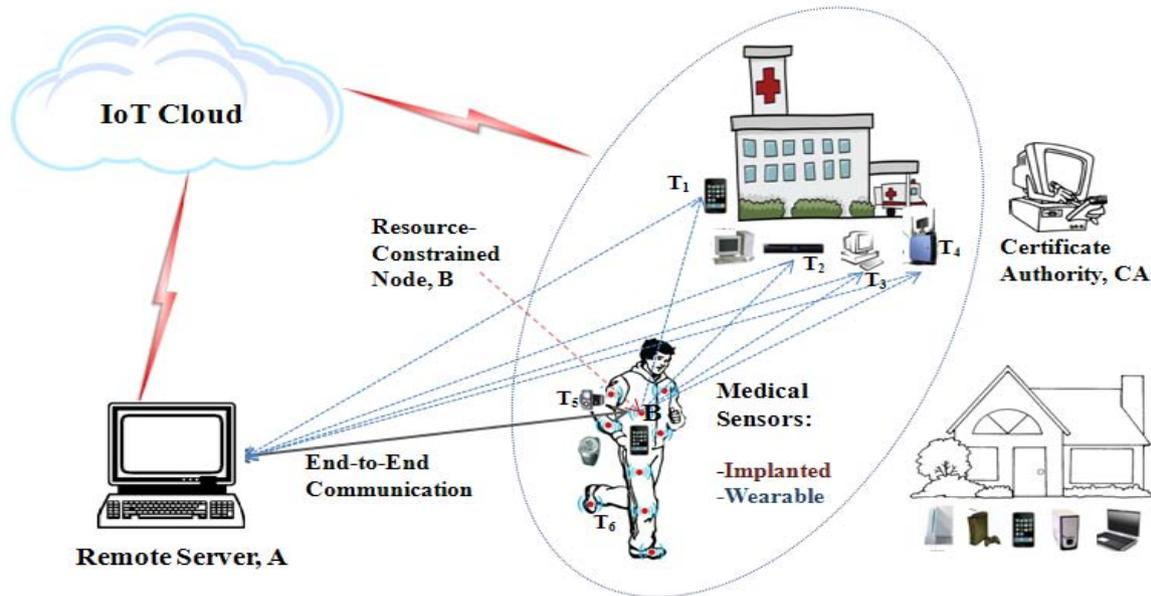 IoT Cloud
T1
Resource-
Constrained
Node, B
T2
T3
T4
Certificate
Authority, CA
T5
B
Medical
Sensors:
-Implanted
-Wearable
End-to-End
Communication
T6
Remote Server, A